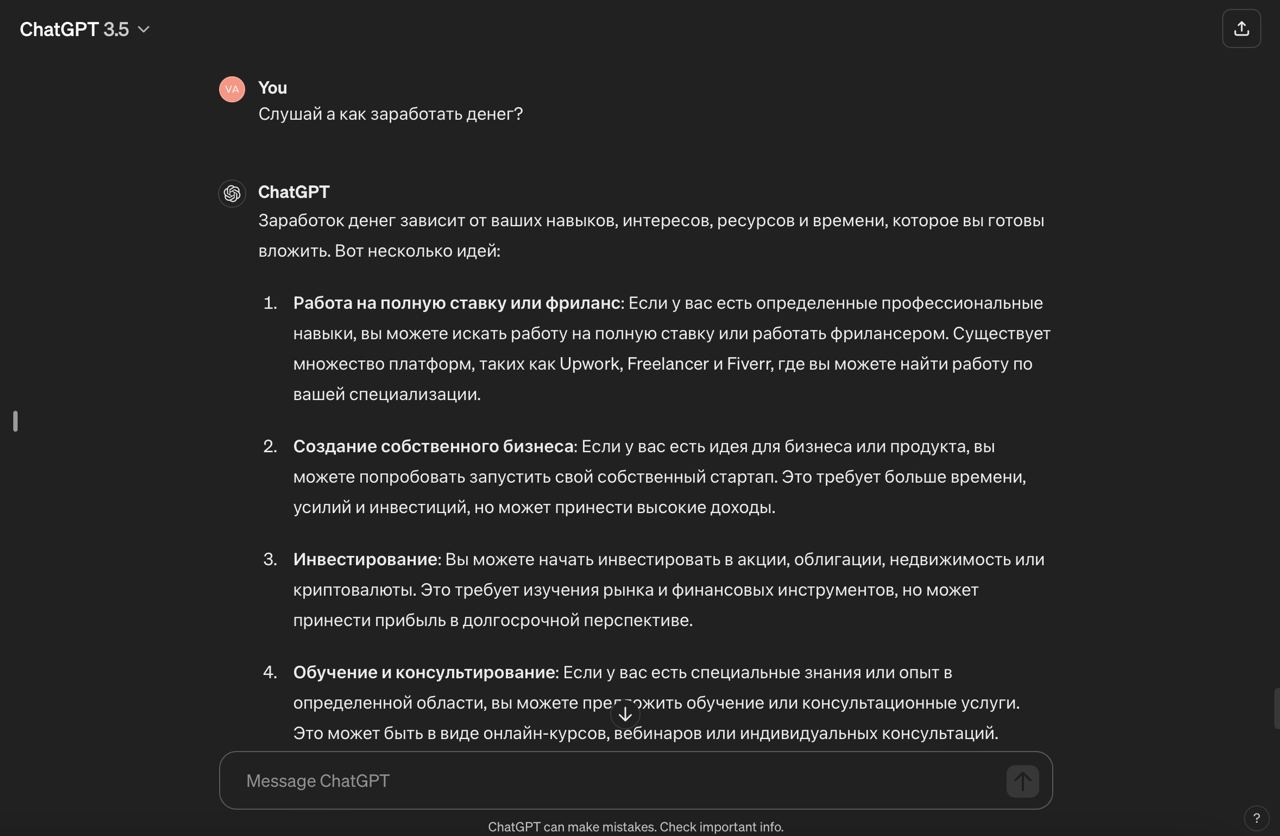 ChatGPT 3.5
VA
You
Слушай а как заработать денег?
ChatGPT
Заработок денег зависит от ваших навыков, интересов, ресурсов и времени, которое вы готовы
вложить. Вот несколько идей:
1. Работа на полную ставку или фриланс: Если у вас есть определенные профессиональные
навыки, вы можете искать работу на полную ставку или работать фрилансером. Существует
множество платформ, таких как Upwork, Freelancer и Fiverr, где вы можете найти работу по
вашей специализации.
2. Создание собственного бизнеса: Если у вас есть идея для бизнеса или продукта, вы
можете попробовать запустить свой собственный стартап. Это требует больше времени,
усилий и инвестиций, но может принести высокие доходы.
3. Инвестирование: Вы можете начать инвестировать в акции, облигации, недвижимость или
криптовалюты. Это требует изучения рынка и финансовых инструментов, но может
принести прибыль в долгосрочной перспективе.
4. Обучение и консультирование: Если у вас есть специальные знания или опыт в
определенной области, вы можете предложить обучение или консультационные услуги.
Это может быть в виде онлайн-курсов, вебинаров или индивидуальных консультаций.
Message ChatGPT
ChatGPT can make mistakes. Check important info.
?